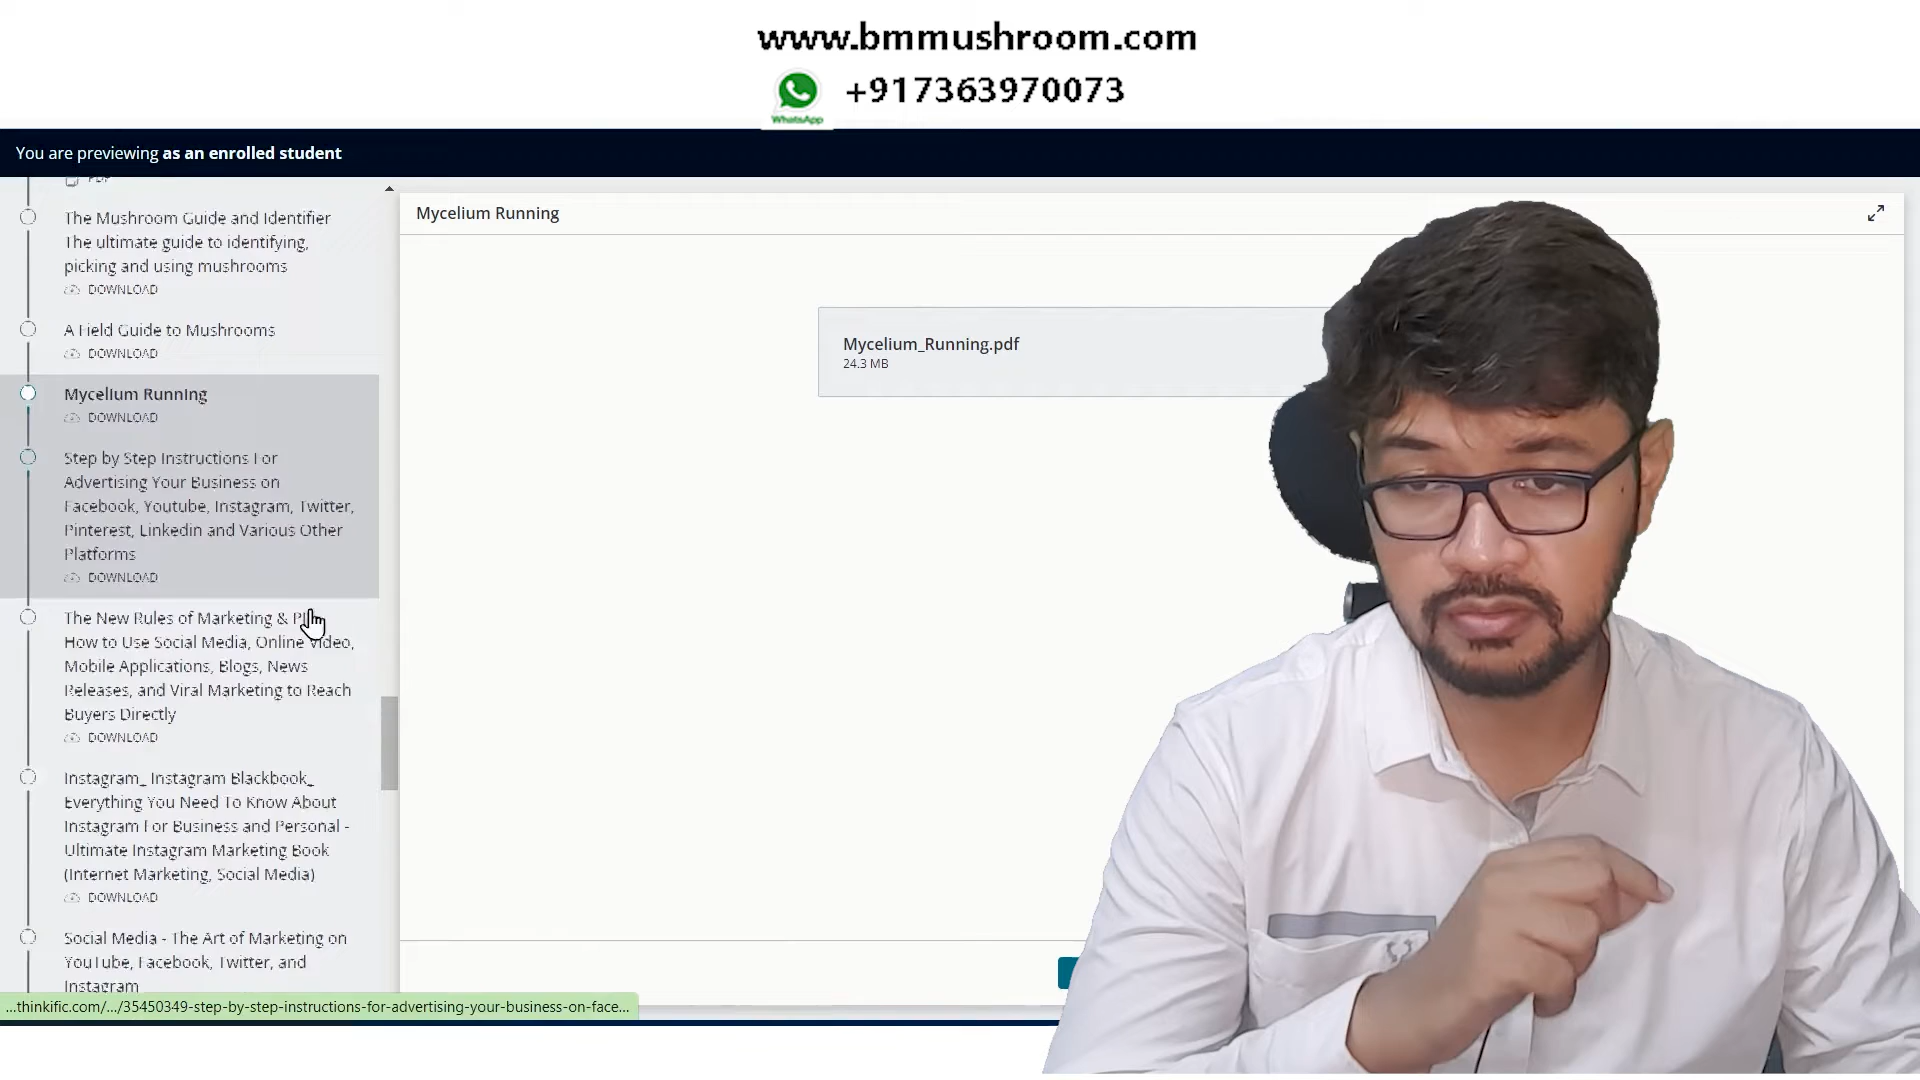 www.bmmushroom.com
WhatsApp
+917363970073
You are previewing as an enrolled student
PDF
The Mushroom Guide and Identifier
The ultimate guide to identifying,
picking and using mushrooms
DOWNLOAD
A Field Guide to Mushrooms
DOWNLOAD
Mycelium Running
DOWNLOAD
Step by Step Instructions For
Advertising Your Business on
Facebook, Youtube, Instagram, Twitter,
Pinterest, Linkedin and Various Other
Platforms
DOWNLOAD
The New Rules of Marketing &
How to Use Social Media, Online Video,
Mobile Applications, Blogs, News
Releases, and Viral Marketing to Reach
Buyers Directly
DOWNLOAD
Instagram_ Instagram Blackbook_
Everything You Need To Know About
Instagram For Business and Personal -
Ultimate Instagram Marketing Book
(Internet Marketing, Social Media)
DOWNLOAD
Social Media - The Art of Marketing on
YouTube, Facebook, Twitter, and
Instagram
...thinkific.com/.../35450349-step-by-step-instructions-for-advertising-your-business-on-face...
Mycelium Running
Mycelium_Running.pdf
24.3 MB